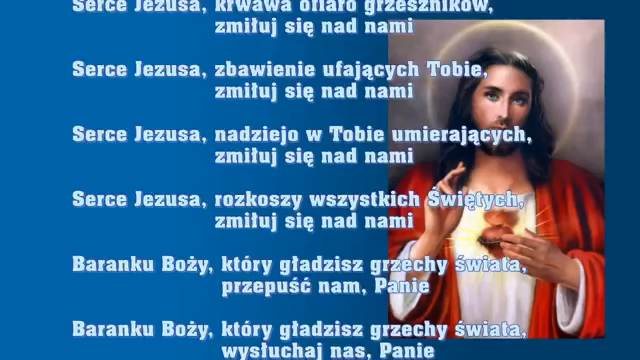 Serce Jezusa, krwawa ofiaro grzeszników,
zmiłuj się nad nami
Serce Jezusa, zbawienie ufających Tobie,
zmiłuj się nad nami
Serce Jezusa, nadziejo w Tobie umierających,
zmiłuj się nad nami
Serce Jezusa, rozkoszy wszystkich Świętych,
zmiłuj się nad nami
Baranku Boży, który gładzisz grzechy świata,
przepuść nam, Panie
Baranku Boży, który gładzisz grzechy świata,
wysłuchaj nas, Panie